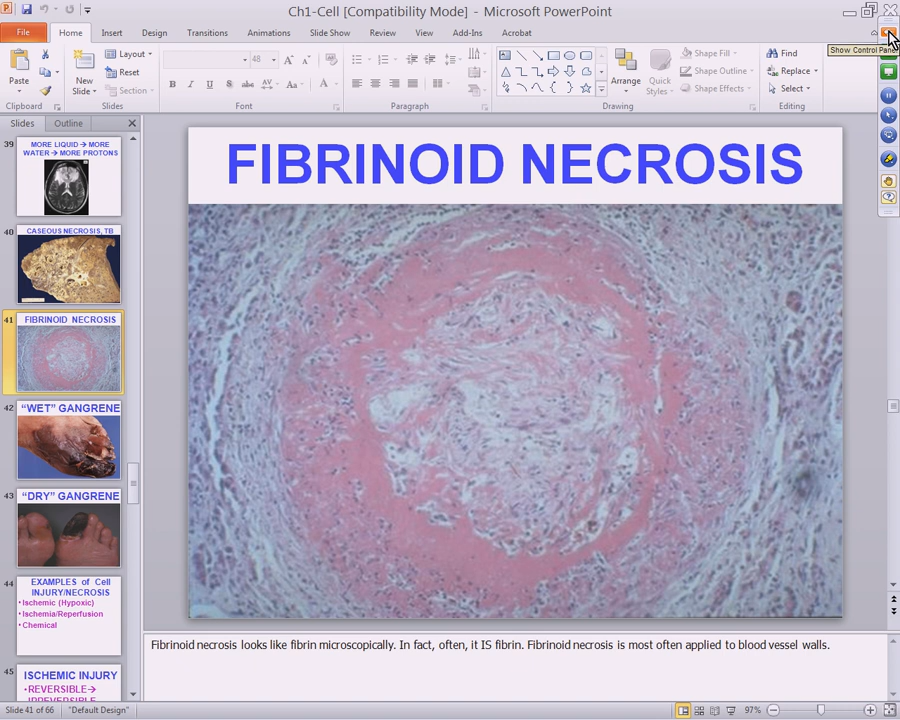 Ch1-Cell [Compatibility Mode] - Microsoft PowerPoint
File Home Insert Design Transitions Animations Slide Show Review View Add-Ins Acrobat
Show Control Pane
Paste
New Slide
Layout
Reset
Section
48
Arrange
Quick Styles
Shape Fill
Shape Outline
Shape Effects
Find
Replace
Select
Clipboard Slides Font Paragraph Drawing Editing
Slides Outline
39
MORE LIQUID → MORE
WATER → MORE PROTONS
40
CASEOUS NECROSIS, TB
41
FIBRINOID NECROSIS
42
“WET” GANGRENE
43
“DRY” GANGRENE
44
EXAMPLES of Cell
INJURY/NECROSIS
• Ischemic (Hypoxic)
• Ischemia/Reperfusion
• Chemical
45
ISCHEMIC INJURY
• REVERSIBLE→
IRREVERSIBLE
FIBRINOID NECROSIS
Fibrinoid necrosis looks like fibrin microscopically. In fact, often, it IS fibrin. Fibrinoid necrosis is most often applied to blood vessel walls.
Slide 41 of 66 "Default Design" 97%